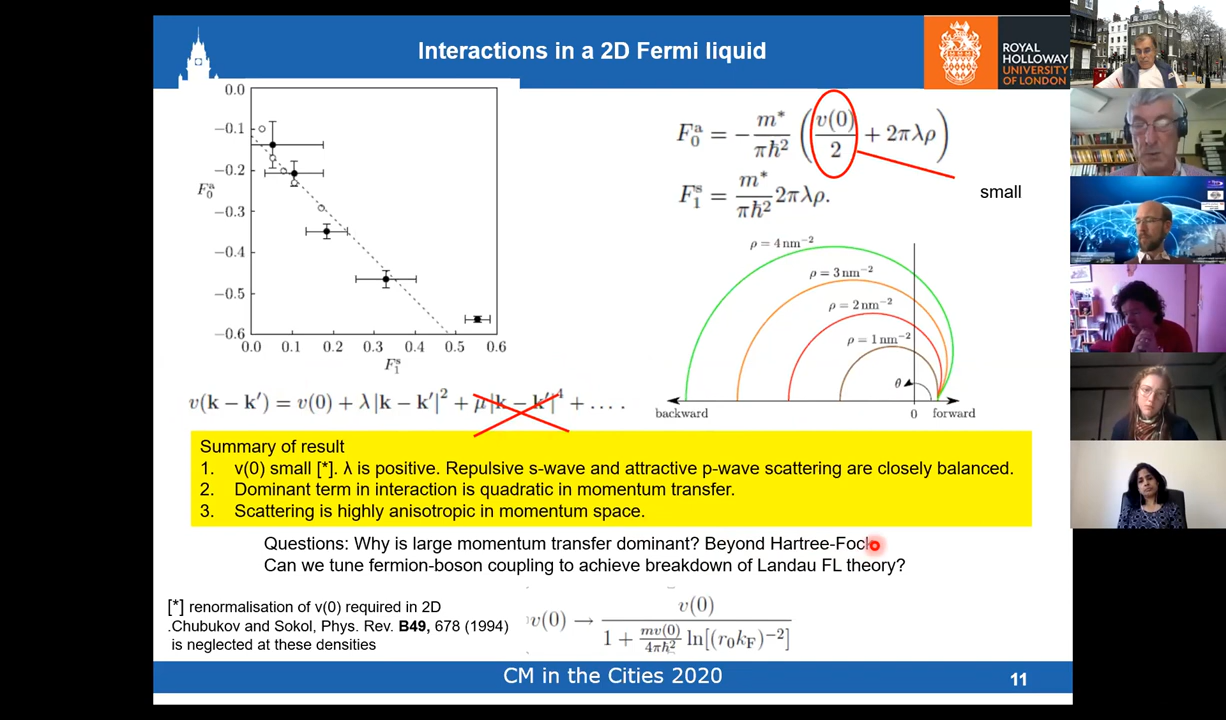 Interactions in a 2D Fermi liquid
ROYAL
HOLLOWAY
UNIVERSITY
OF LONDON
0.0
−0.1
−0.2
−0.3
−0.4
−0.5
−0.6
F₀ᵃ
0.0 0.1 0.2 0.3 0.4 0.5 0.6
F₁ˢ
F₀ᵃ = −m*/πħ² (v(0)/2 + 2πλρ)
F₁ˢ = m*/πħ² 2πλρ.
small
ρ = 4 nm⁻²
ρ = 3 nm⁻²
ρ = 2 nm⁻²
ρ = 1 nm⁻²
θ
backward 0 forward
v(k − k′) = v(0) + λ|k − k′|² + μ|k − k′|⁴ + ....
Summary of result
1. v(0) small [*]. λ is positive. Repulsive s-wave and attractive p-wave scattering are closely balanced.
2. Dominant term in interaction is quadratic in momentum transfer.
3. Scattering is highly anisotropic in momentum space.
Questions: Why is large momentum transfer dominant? Beyond Hartree-Fock
Can we tune fermion-boson coupling to achieve breakdown of Landau FL theory?
[*] renormalisation of v(0) required in 2D
.Chubukov and Sokol, Phys. Rev. B49, 678 (1994)
is neglected at these densities
v(0) → v(0) / (1 + mv(0)/4πħ² ln[(r₀k_F)⁻²])
CM in the Cities 2020
11